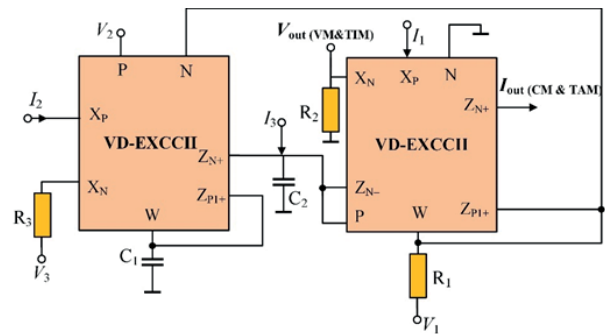 V2
Vout (VM&TIM)
I1
P
N
XN
XP
N
Iout (CM & TAM)
I2
XP
R2
ZN+
VD-EXCCII
I3
VD-EXCCII
ZN+
XN
ZP1+
C2
ZN–
R3
P
W
ZP1+
W
C1
V3
R1
V1